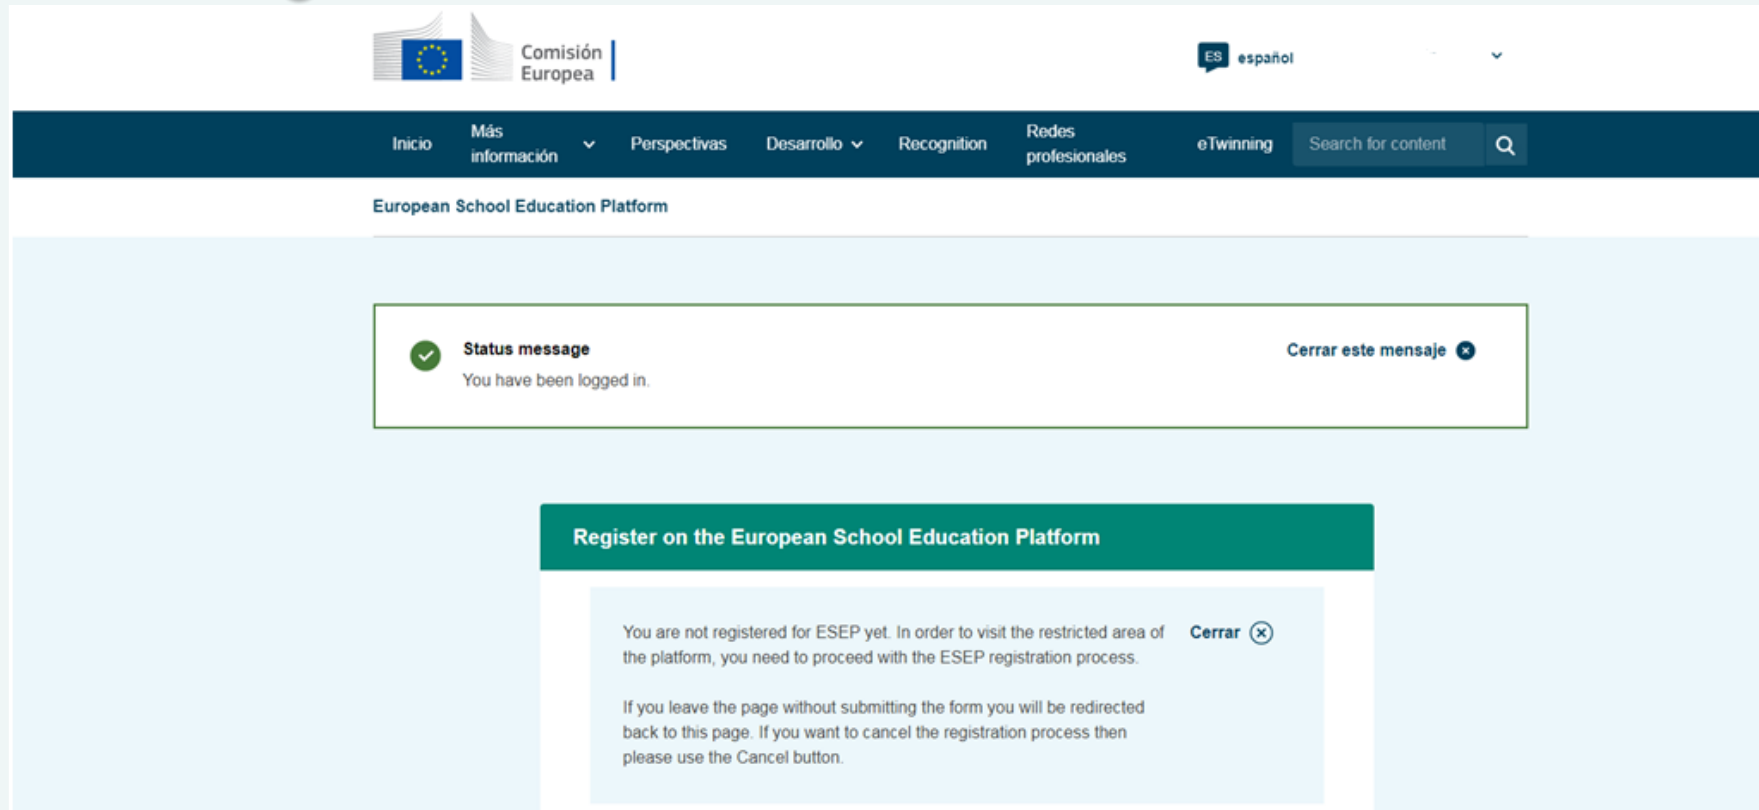 Comisión
Europea
ES español
Inicio
Más
información
Perspectivas
Desarrollo
Recognition
Redes
profesionales
eTwinning
Search for content
European School Education Platform
Status message
Cerrar este mensaje
You have been logged in.
Register on the European School Education Platform
You are not registered for ESEP yet. In order to visit the restricted area of
the platform, you need to proceed with the ESEP registration process.
Cerrar
If you leave the page without submitting the form you will be redirected
back to this page. If you want to cancel the registration process then
please use the Cancel button.